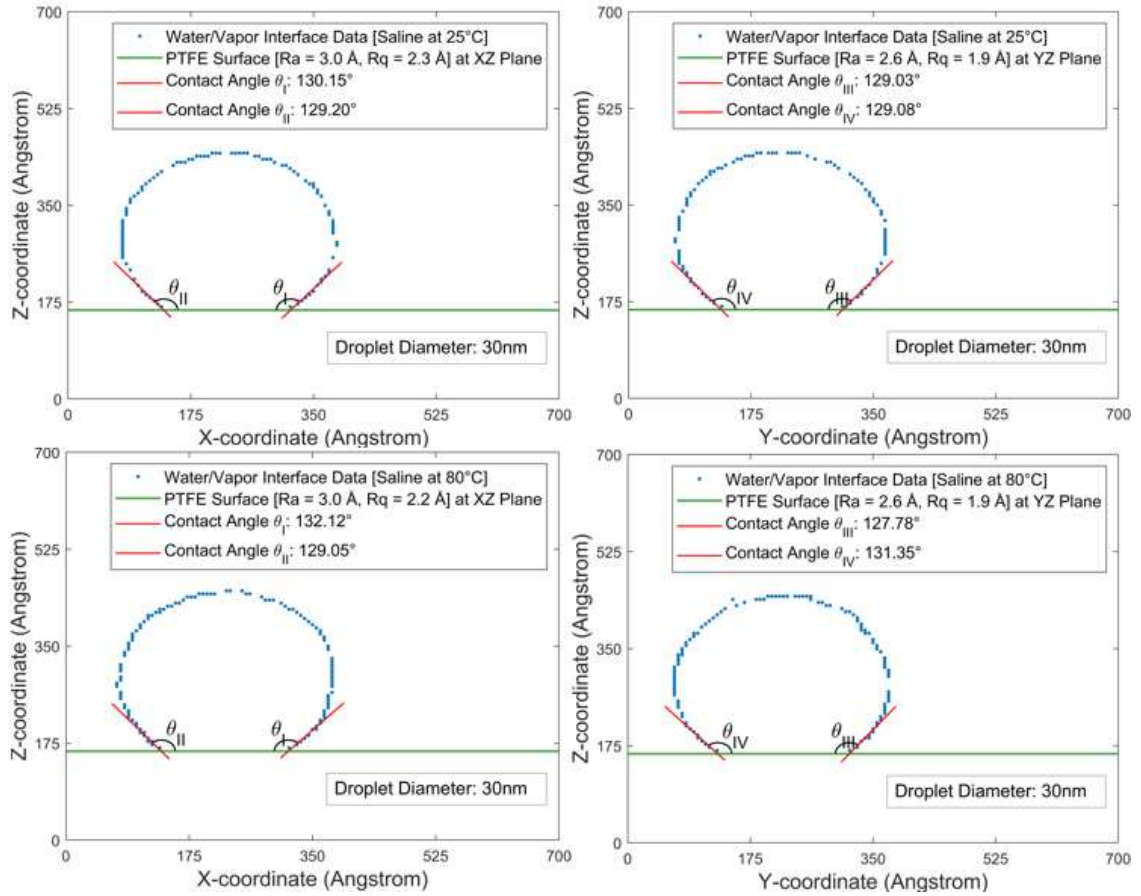 700
525
350
175
0
Z-coordinate (Angstrom)
Water/Vapor Interface Data [Saline at 25°C]
PTFE Surface [Ra = 3.0 Å, Rq = 2.3 Å] at XZ Plane
Contact Angle θI: 130.15°
Contact Angle θII: 129.20°
θII
θI
Droplet Diameter: 30nm
0 175 350 525 700
X-coordinate (Angstrom)
700
525
350
175
0
Z-coordinate (Angstrom)
Water/Vapor Interface Data [Saline at 25°C]
PTFE Surface [Ra = 2.6 Å, Rq = 1.9 Å] at YZ Plane
Contact Angle θIII: 129.03°
Contact Angle θIV: 129.08°
θIV
θIII
Droplet Diameter: 30nm
0 175 350 525 700
Y-coordinate (Angstrom)
700
525
350
175
0
Z-coordinate (Angstrom)
Water/Vapor Interface Data [Saline at 80°C]
PTFE Surface [Ra = 3.0 Å, Rq = 2.2 Å] at XZ Plane
Contact Angle θI: 132.12°
Contact Angle θII: 129.05°
θII
θI
Droplet Diameter: 30nm
0 175 350 525 700
X-coordinate (Angstrom)
700
525
350
175
0
Z-coordinate (Angstrom)
Water/Vapor Interface Data [Saline at 80°C]
PTFE Surface [Ra = 2.6 Å, Rq = 1.9 Å] at YZ Plane
Contact Angle θIII: 127.78°
Contact Angle θIV: 131.35°
θIV
θIII
Droplet Diameter: 30nm
0 175 350 525 700
Y-coordinate (Angstrom)